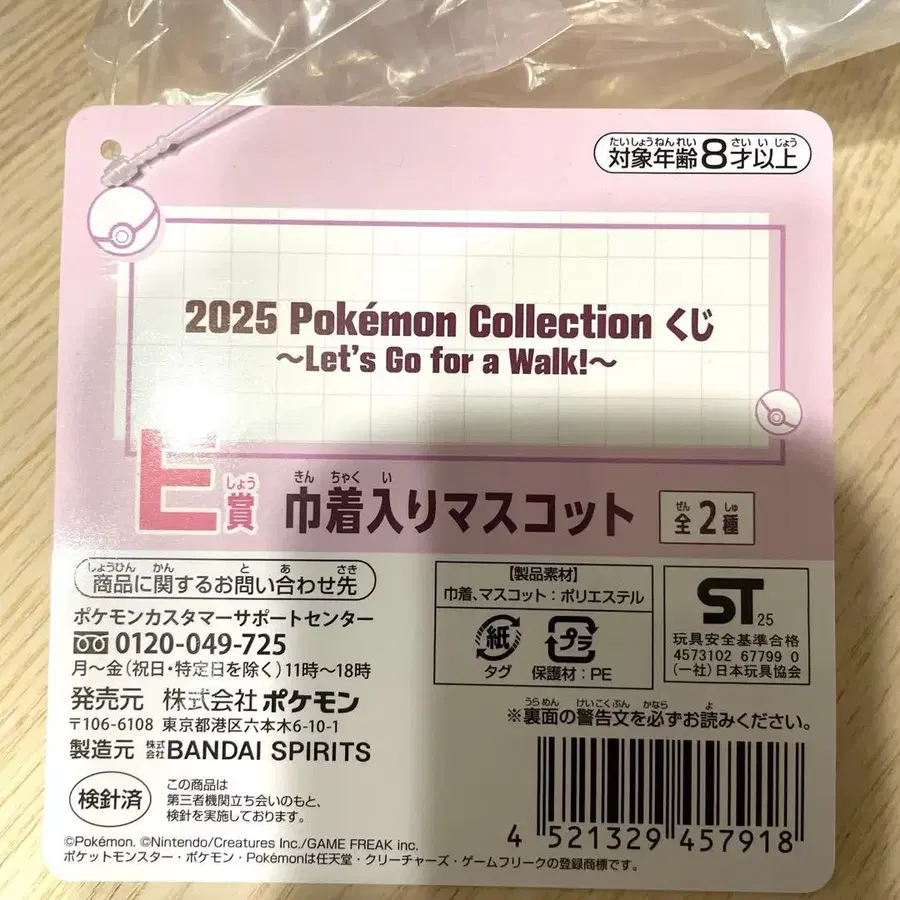 たいしょうねんれい さい い じょう
対象年齢8才以上
2025 Pokémon Collection くじ
～Let's Go for a Walk!～
しょう きん ちゃく い ぜん しゅ
ピ賞 巾着入りマスコット 全2種
しょうひん かん と あ さき
商品に関するお問い合わせ先
ポケモンカスタマーサポートセンター
0120-049-725
月～金(祝日・特定日を除く)11時～18時
発売元 株式会社ポケモン
〒106-6108 東京都港区六本木6-10-1
製造元 株式会社 BANDAI SPIRITS
検針済
この商品は
第三者機関立ち会いのもと、
検針を実施しております。
【製品素材】
巾着、マスコット：ポリエステル
紙 プラ
タグ 保護材：PE
ST 25
玩具安全基準合格
4573102 67799 0
(一社)日本玩具協会
うらめん けいこくぶん かなら よ
※裏面の警告文を必ずお読みください。
4 521329 457918
©Pokémon. ©Nintendo/Creatures Inc./GAME FREAK inc.
ポケットモンスター・ポケモン・Pokémonは任天堂・クリーチャーズ・ゲームフリークの登録商標です。